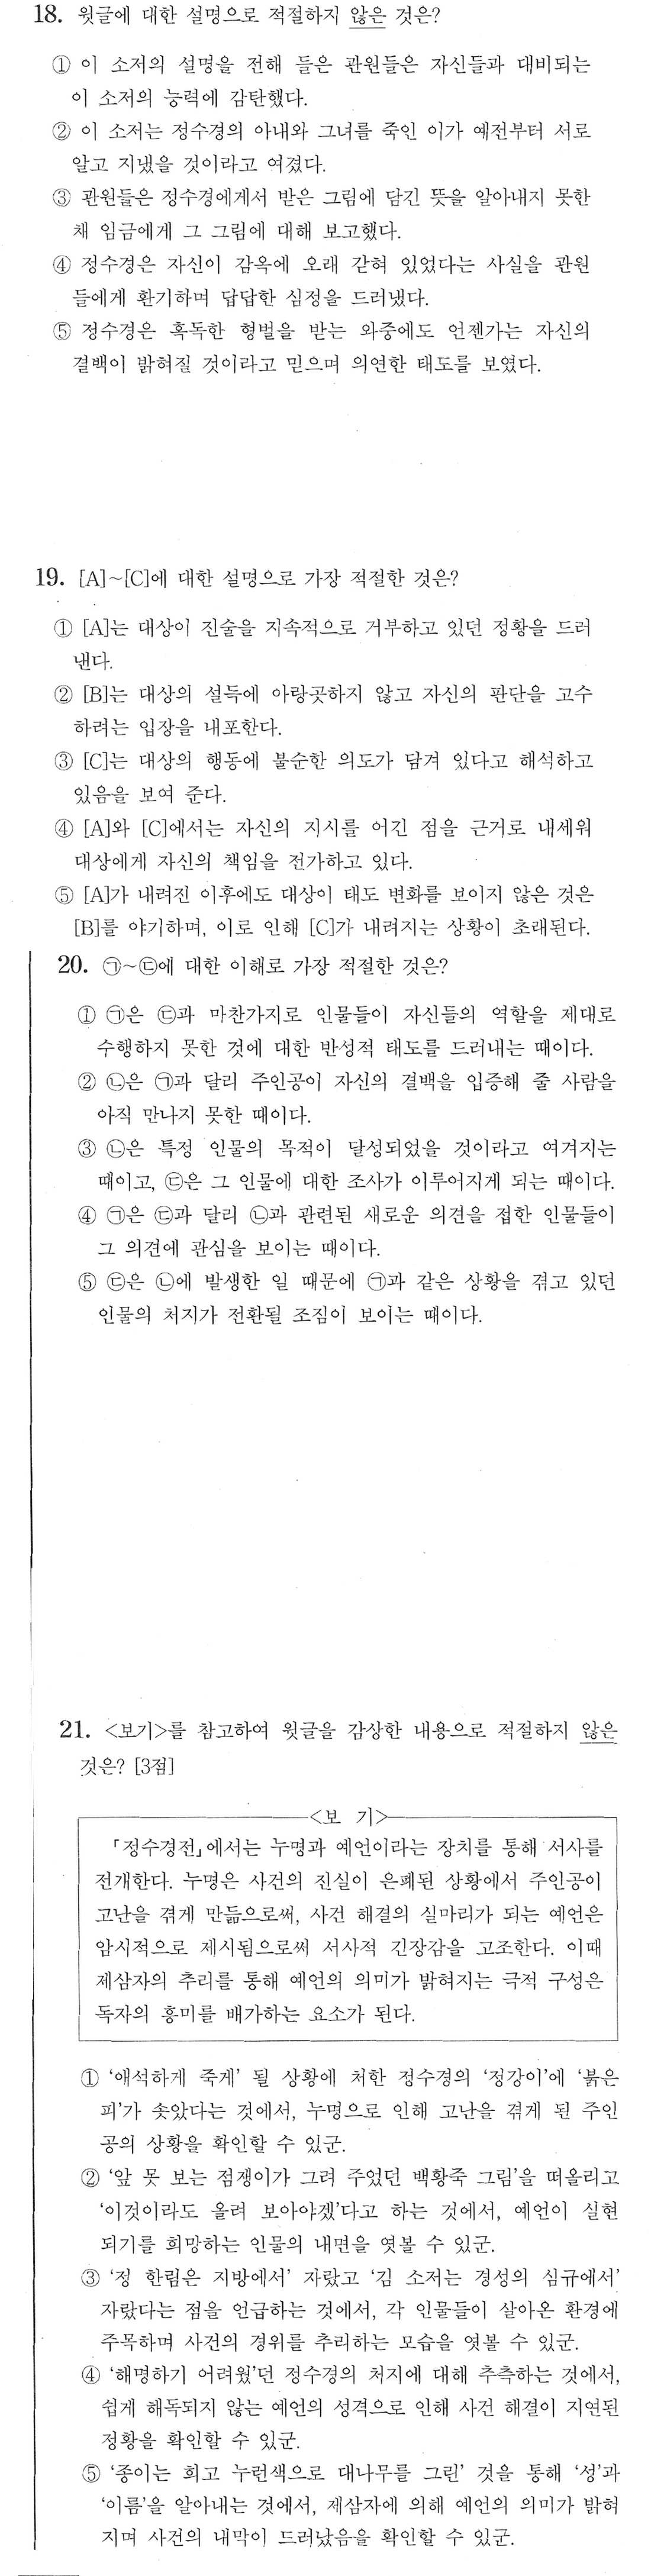 18. 윗글에 대한 설명으로 적절하지 않은 것은?
① 이 소저의 설명을 전해 들은 관원들은 자신들과 대비되는
이 소저의 능력에 감탄했다.
② 이 소저는 정수경의 아내와 그녀를 죽인 이가 예전부터 서로
알고 지냈을 것이라고 여겼다.
③ 관원들은 정수경에게서 받은 그림에 담긴 뜻을 알아내지 못한
채 임금에게 그 그림에 대해 보고했다.
④ 정수경은 자신이 감옥에 오래 갇혀 있었다는 사실을 관원
들에게 환기하며 답답한 심정을 드러냈다.
⑤ 정수경은 혹독한 형벌을 받는 와중에도 언젠가는 자신의
결백이 밝혀질 것이라고 믿으며 의연한 태도를 보였다.
19. [A]~[C]에 대한 설명으로 가장 적절한 것은?
① [A]는 대상이 진술을 지속적으로 거부하고 있던 정황을 드러
낸다.
② [B]는 대상의 설득에 아랑곳하지 않고 자신의 판단을 고수
하려는 입장을 내포한다.
③ [C]는 대상의 행동에 불순한 의도가 담겨 있다고 해석하고
있음을 보여 준다.
④ [A]와 [C]에서는 자신의 지시를 어긴 점을 근거로 내세워
대상에게 자신의 책임을 전가하고 있다.
⑤ [A]가 내려진 이후에도 대상이 태도 변화를 보이지 않은 것은
[B]를 야기하며, 이로 인해 [C]가 내려지는 상황이 초래된다.
20. ㉠~㉢에 대한 이해로 가장 적절한 것은?
① ㉠은 ㉢과 마찬가지로 인물들이 자신들의 역할을 제대로
수행하지 못한 것에 대한 반성적 태도를 드러내는 때이다.
② ㉡은 ㉠과 달리 주인공이 자신의 결백을 입증해 줄 사람을
아직 만나지 못한 때이다.
③ ㉡은 특정 인물의 목적이 달성되었을 것이라고 여겨지는
때이고, ㉢은 그 인물에 대한 조사가 이루어지게 되는 때이다.
④ ㉠은 ㉢과 달리 ㉡과 관련된 새로운 의견을 접한 인물들이
그 의견에 관심을 보이는 때이다.
⑤ ㉢은 ㉡에 발생한 일 때문에 ㉠과 같은 상황을 겪고 있던
인물의 처지가 전환될 조짐이 보이는 때이다.
21. <보기>를 참고하여 윗글을 감상한 내용으로 적절하지 않은
것은? [3점]
<보 기>
「정수경전」에서는 누명과 예언이라는 장치를 통해 서사를
전개한다. 누명은 사건의 진실이 은폐된 상황에서 주인공이
고난을 겪게 만듦으로써, 사건 해결의 실마리가 되는 예언은
암시적으로 제시됨으로써 서사적 긴장감을 고조한다. 이때
제삼자의 추리를 통해 예언의 의미가 밝혀지는 극적 구성은
독자의 흥미를 배가하는 요소가 된다.
① '애석하게 죽게' 될 상황에 처한 정수경의 '정강이'에 '붉은
피'가 솟았다는 것에서, 누명으로 인해 고난을 겪게 된 주인
공의 상황을 확인할 수 있군.
② '앞 못 보는 점쟁이가 그려 주었던 백황죽 그림'을 떠올리고
'이것이라도 올려 보아야겠'다고 하는 것에서, 예언이 실현
되기를 희망하는 인물의 내면을 엿볼 수 있군.
③ '정 한림은 지방에서' 자랐고 '김 소저는 경성의 심규에서'
자랐다는 점을 언급하는 것에서, 각 인물들이 살아온 환경에
주목하며 사건의 경위를 추리하는 모습을 엿볼 수 있군.
④ '해명하기 어려웠'던 정수경의 처지에 대해 추측하는 것에서,
쉽게 해독되지 않는 예언의 성격으로 인해 사건 해결이 지연된
정황을 확인할 수 있군.
⑤ '종이는 희고 누런색으로 대나무를 그린' 것을 통해 '성'과
'이름'을 알아내는 것에서, 제삼자에 의해 예언의 의미가 밝혀
지며 사건의 내막이 드러났음을 확인할 수 있군.